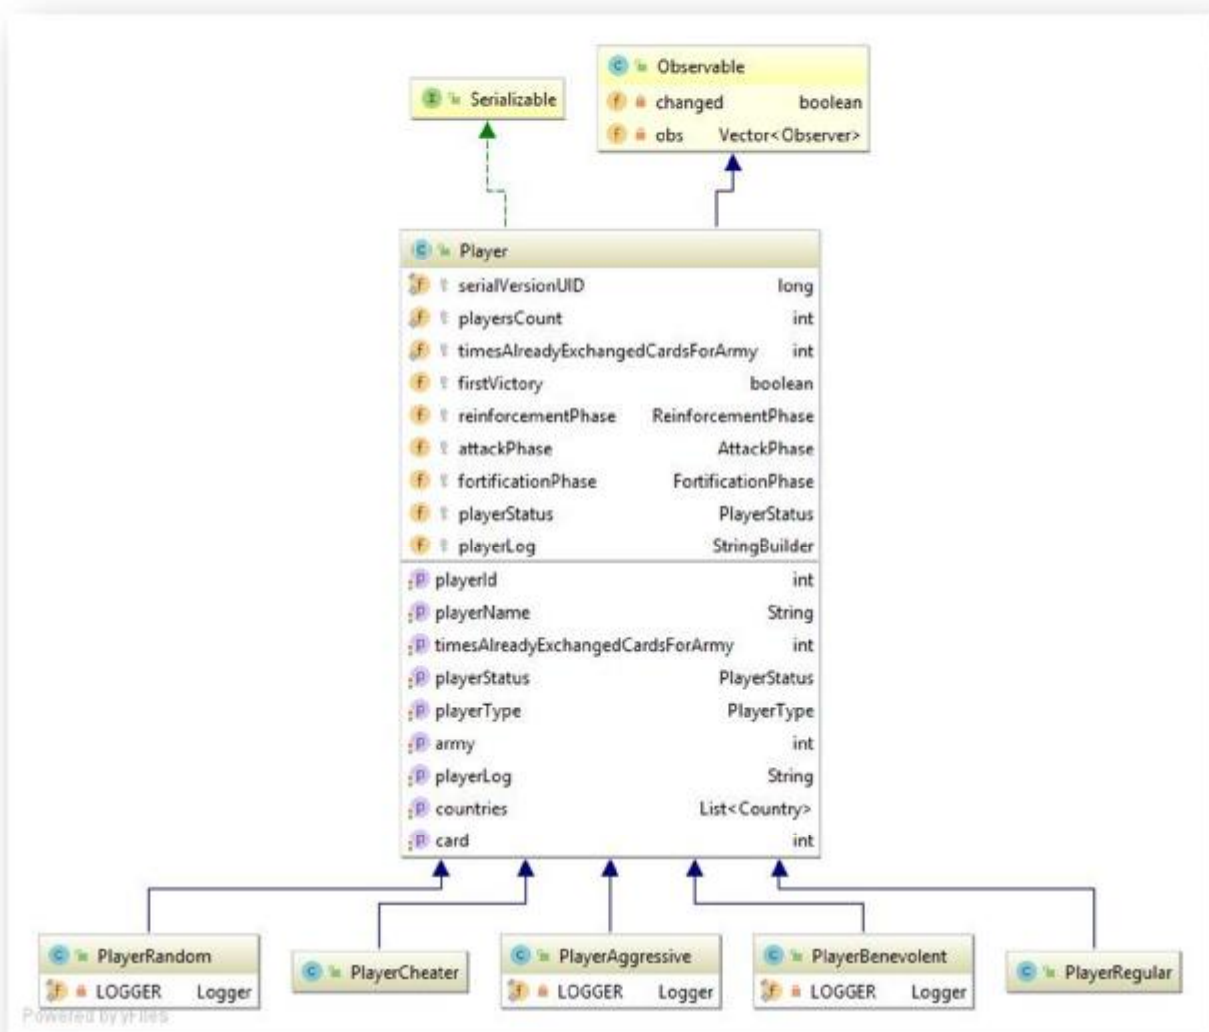 Observable
Serializable
changed boolean
obs Vector<Observer>
Player
serialVersionUID long
playersCount int
timesAlreadyExchangedCardsForArmy int
firstVictory boolean
reinforcementPhase ReinforcementPhase
attackPhase AttackPhase
fortificationPhase FortificationPhase
playerStatus PlayerStatus
playerLog StringBuilder
playerId int
playerName String
timesAlreadyExchangedCardsForArmy int
playerStatus PlayerStatus
playerType PlayerType
army int
playerLog String
countries List<Country>
card int
PlayerRandom
LOGGER Logger
PlayerCheater
PlayerAggressive
LOGGER Logger
PlayerBenevolent
LOGGER Logger
PlayerRegular
Powered by yFiles